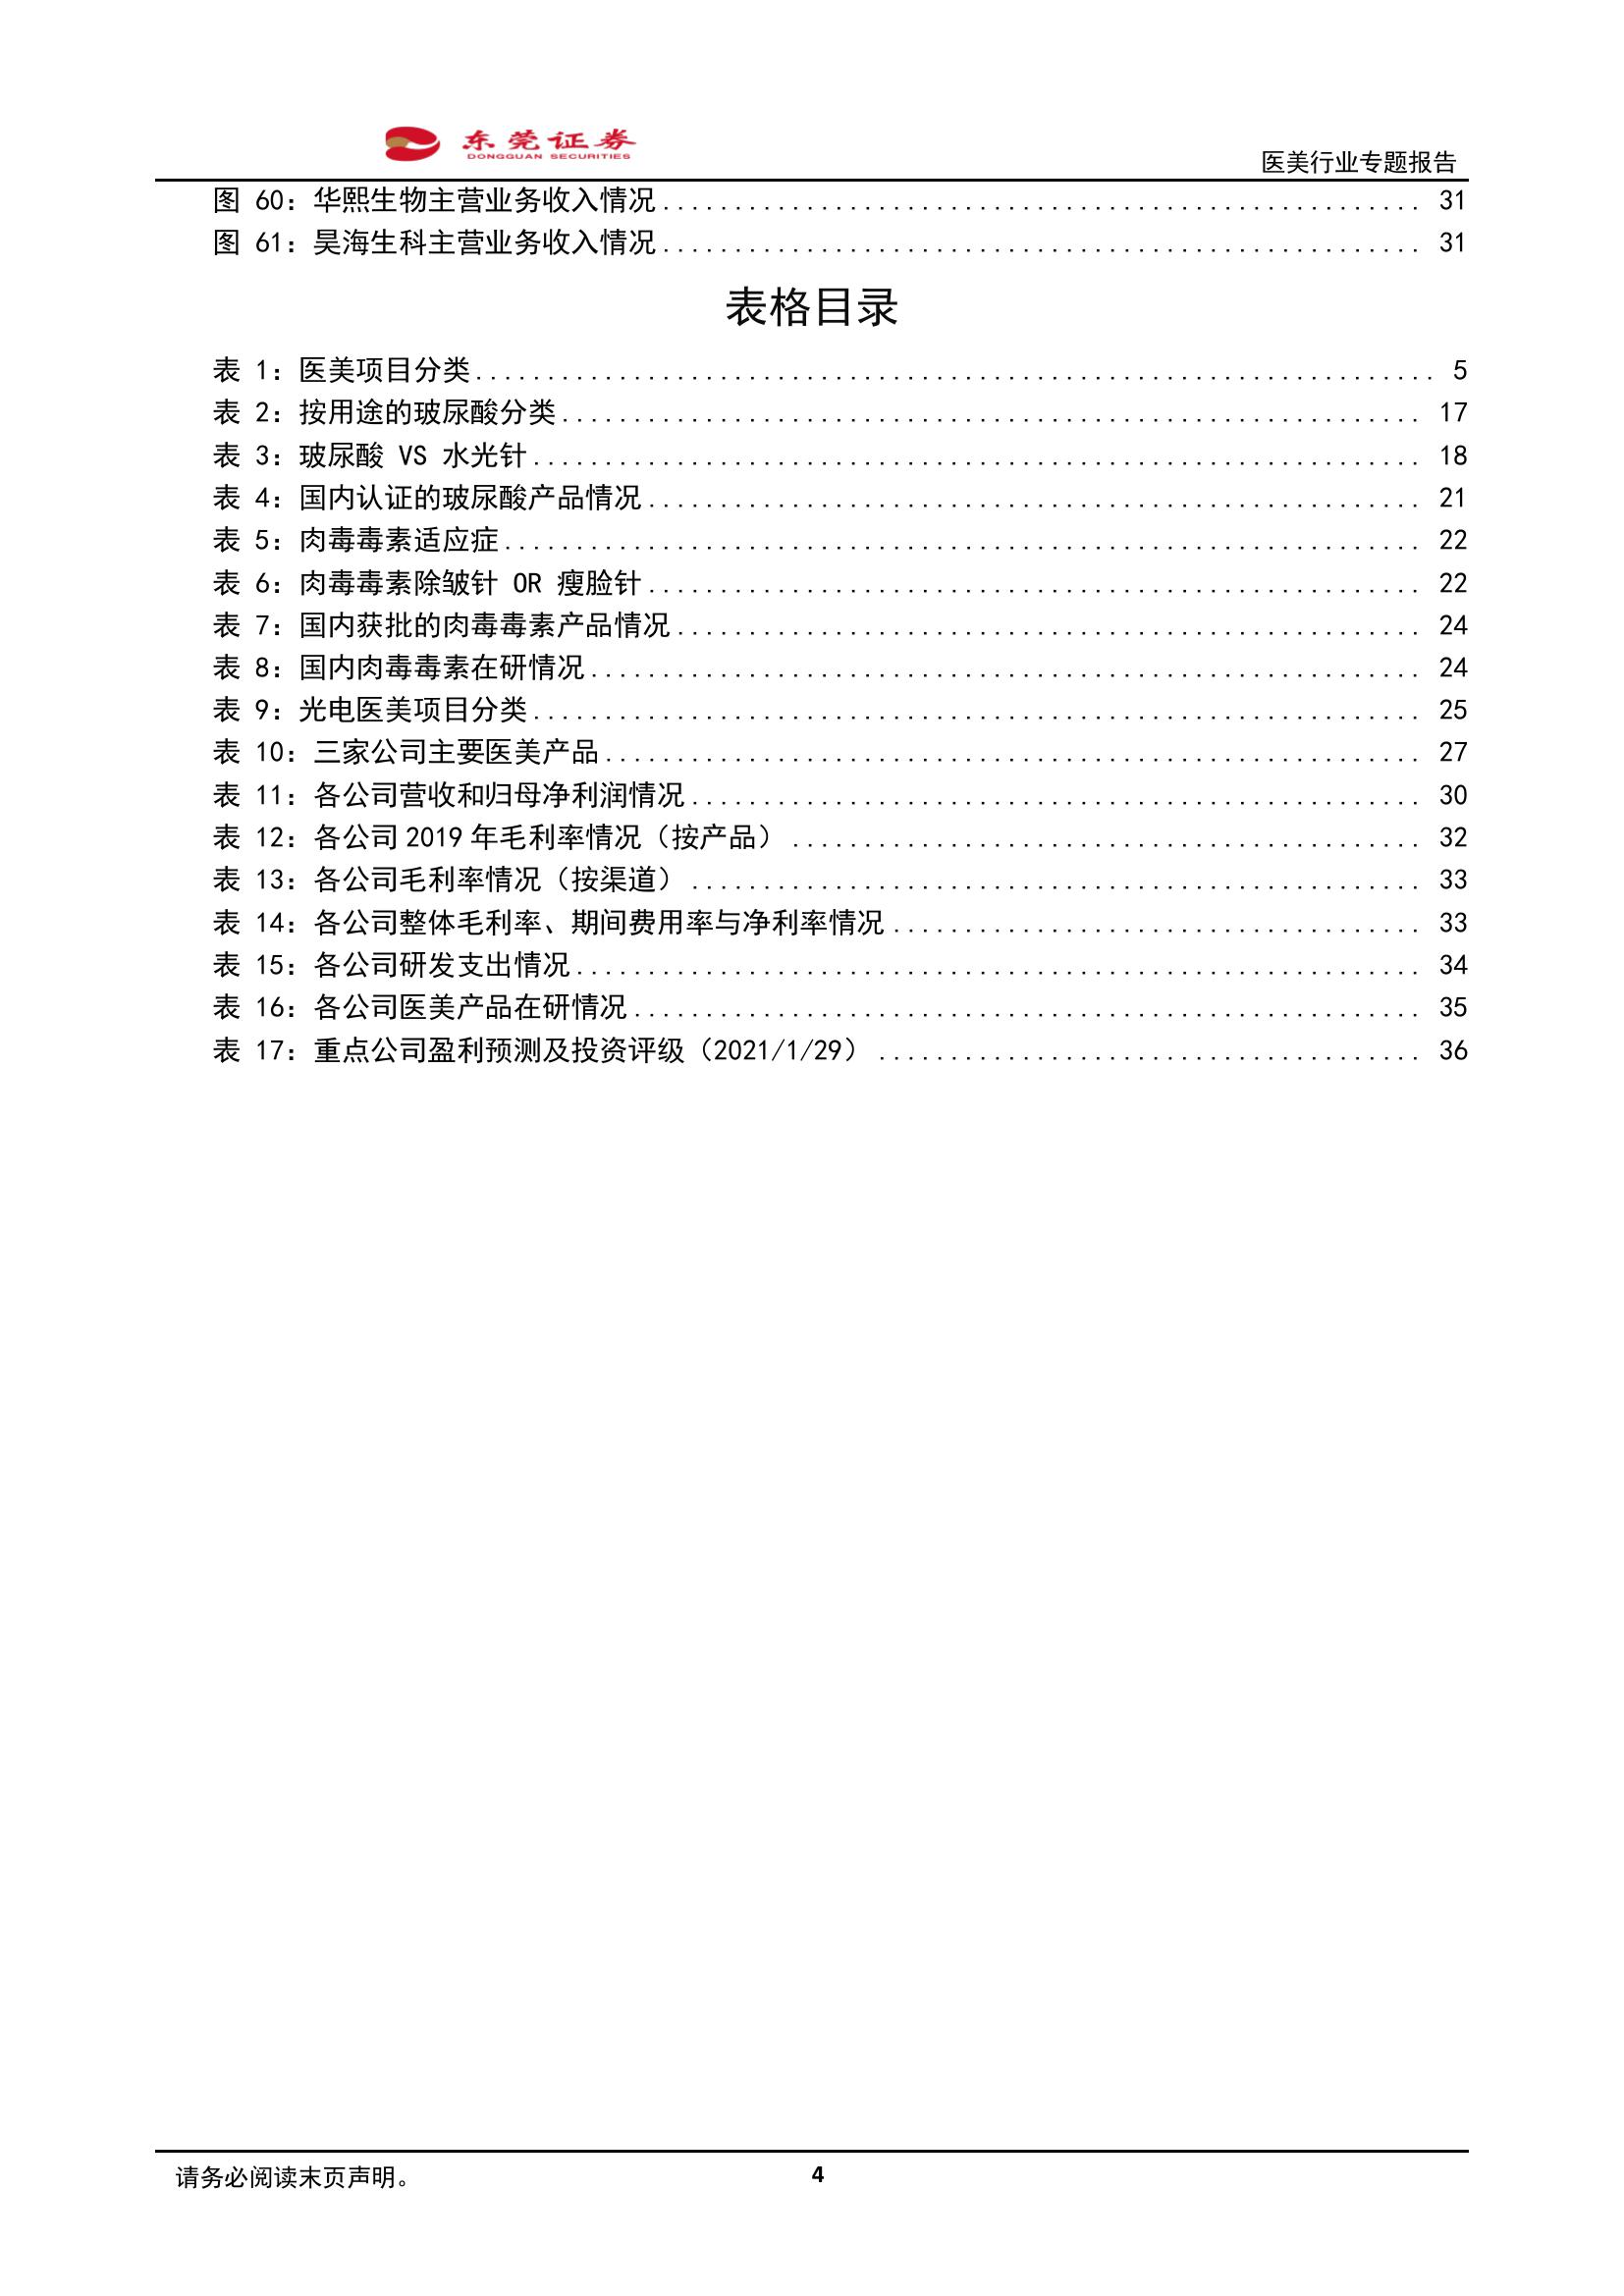 东莞证券
DONGGUAN SECURITIES
医美行业专题报告
图 60：华熙生物主营业务收入情况..................................................... 31
图 61：昊海生科主营业务收入情况..................................................... 31
表格目录
表 1：医美项目分类................................................................... 5
表 2：按用途的玻尿酸分类............................................................ 17
表 3：玻尿酸 VS 水光针.............................................................. 18
表 4：国内认证的玻尿酸产品情况...................................................... 21
表 5：肉毒毒素适应症................................................................ 22
表 6：肉毒毒素除皱针 OR 瘦脸针...................................................... 22
表 7：国内获批的肉毒毒素产品情况.................................................... 24
表 8：国内肉毒毒素在研情况.......................................................... 24
表 9：光电医美项目分类.............................................................. 25
表 10：三家公司主要医美产品......................................................... 27
表 11：各公司营收和归母净利润情况................................................... 30
表 12：各公司 2019 年毛利率情况（按产品）............................................ 32
表 13：各公司毛利率情况（按渠道）................................................... 33
表 14：各公司整体毛利率、期间费用率与净利率情况..................................... 33
表 15：各公司研发支出情况........................................................... 34
表 16：各公司医美产品在研情况....................................................... 35
表 17：重点公司盈利预测及投资评级（2021/1/29）...................................... 36
请务必阅读末页声明。
4